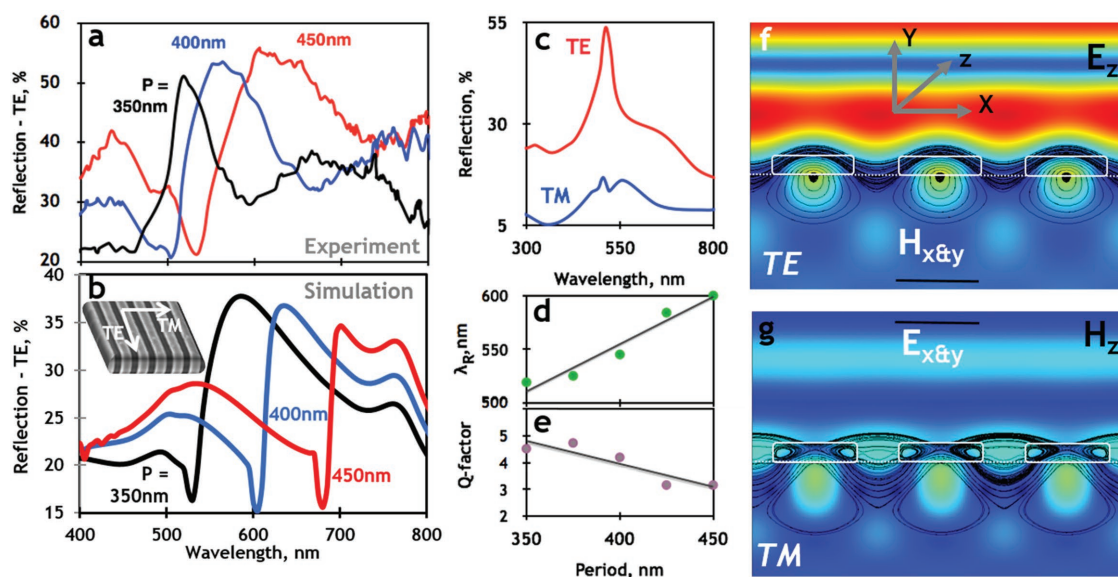 a
60
50
40
30
20
Reflection - TE, %
P =
350nm
400nm
450nm
Experiment
b
40
35
30
25
20
15
Reflection - TE, %
Simulation
TE
TM
P =
350nm
400nm
450nm
400 500 600 700 800
Wavelength, nm
c
55
30
5
Reflection, %
TE
TM
300 550 800
Wavelength, nm
d
600
550
500
λR,nm
e
5
4
3
2
Q-factor
350 400 450
Period, nm
f
Y
Z
X
Ez
Hx&y
TE
g
Ex&y
Hz
TM